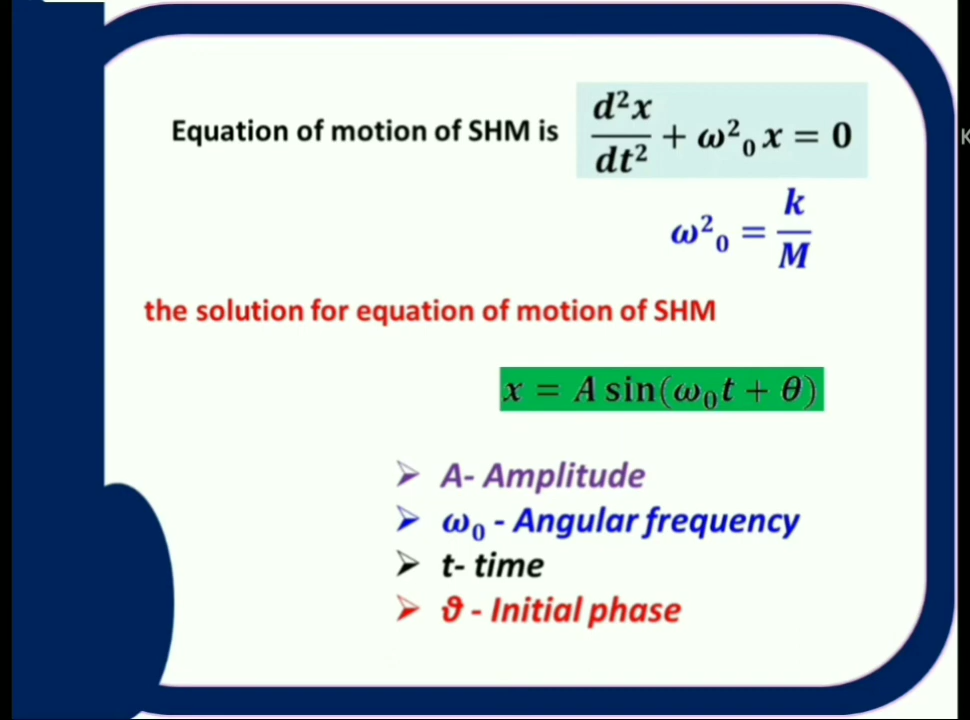 Equation of motion of SHM is d²x/dt² + ω²₀x = 0
ω²₀ = k/M
the solution for equation of motion of SHM
x = A sin(ω₀t + θ)
➢ A- Amplitude
➢ ω₀ - Angular frequency
➢ t- time
➢ ϑ - Initial phase